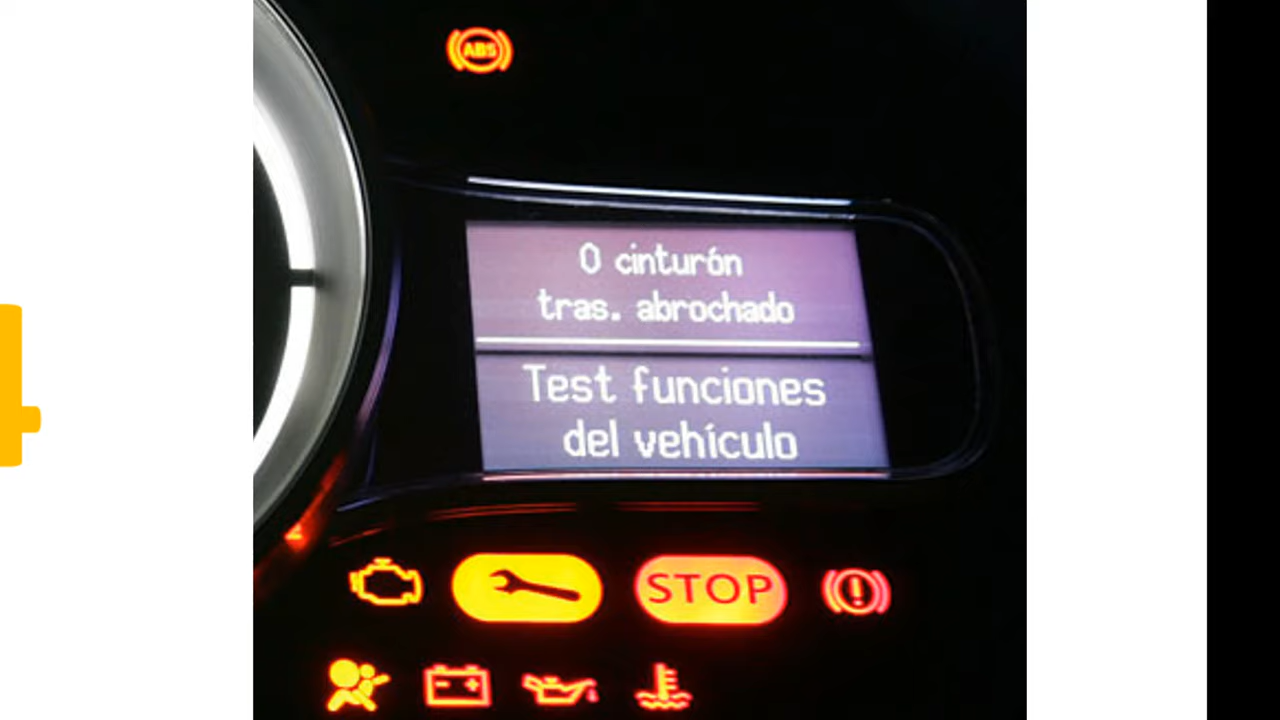 ABS
0 cinturón
tras. abrochado
Test funciones
del vehículo
STOP